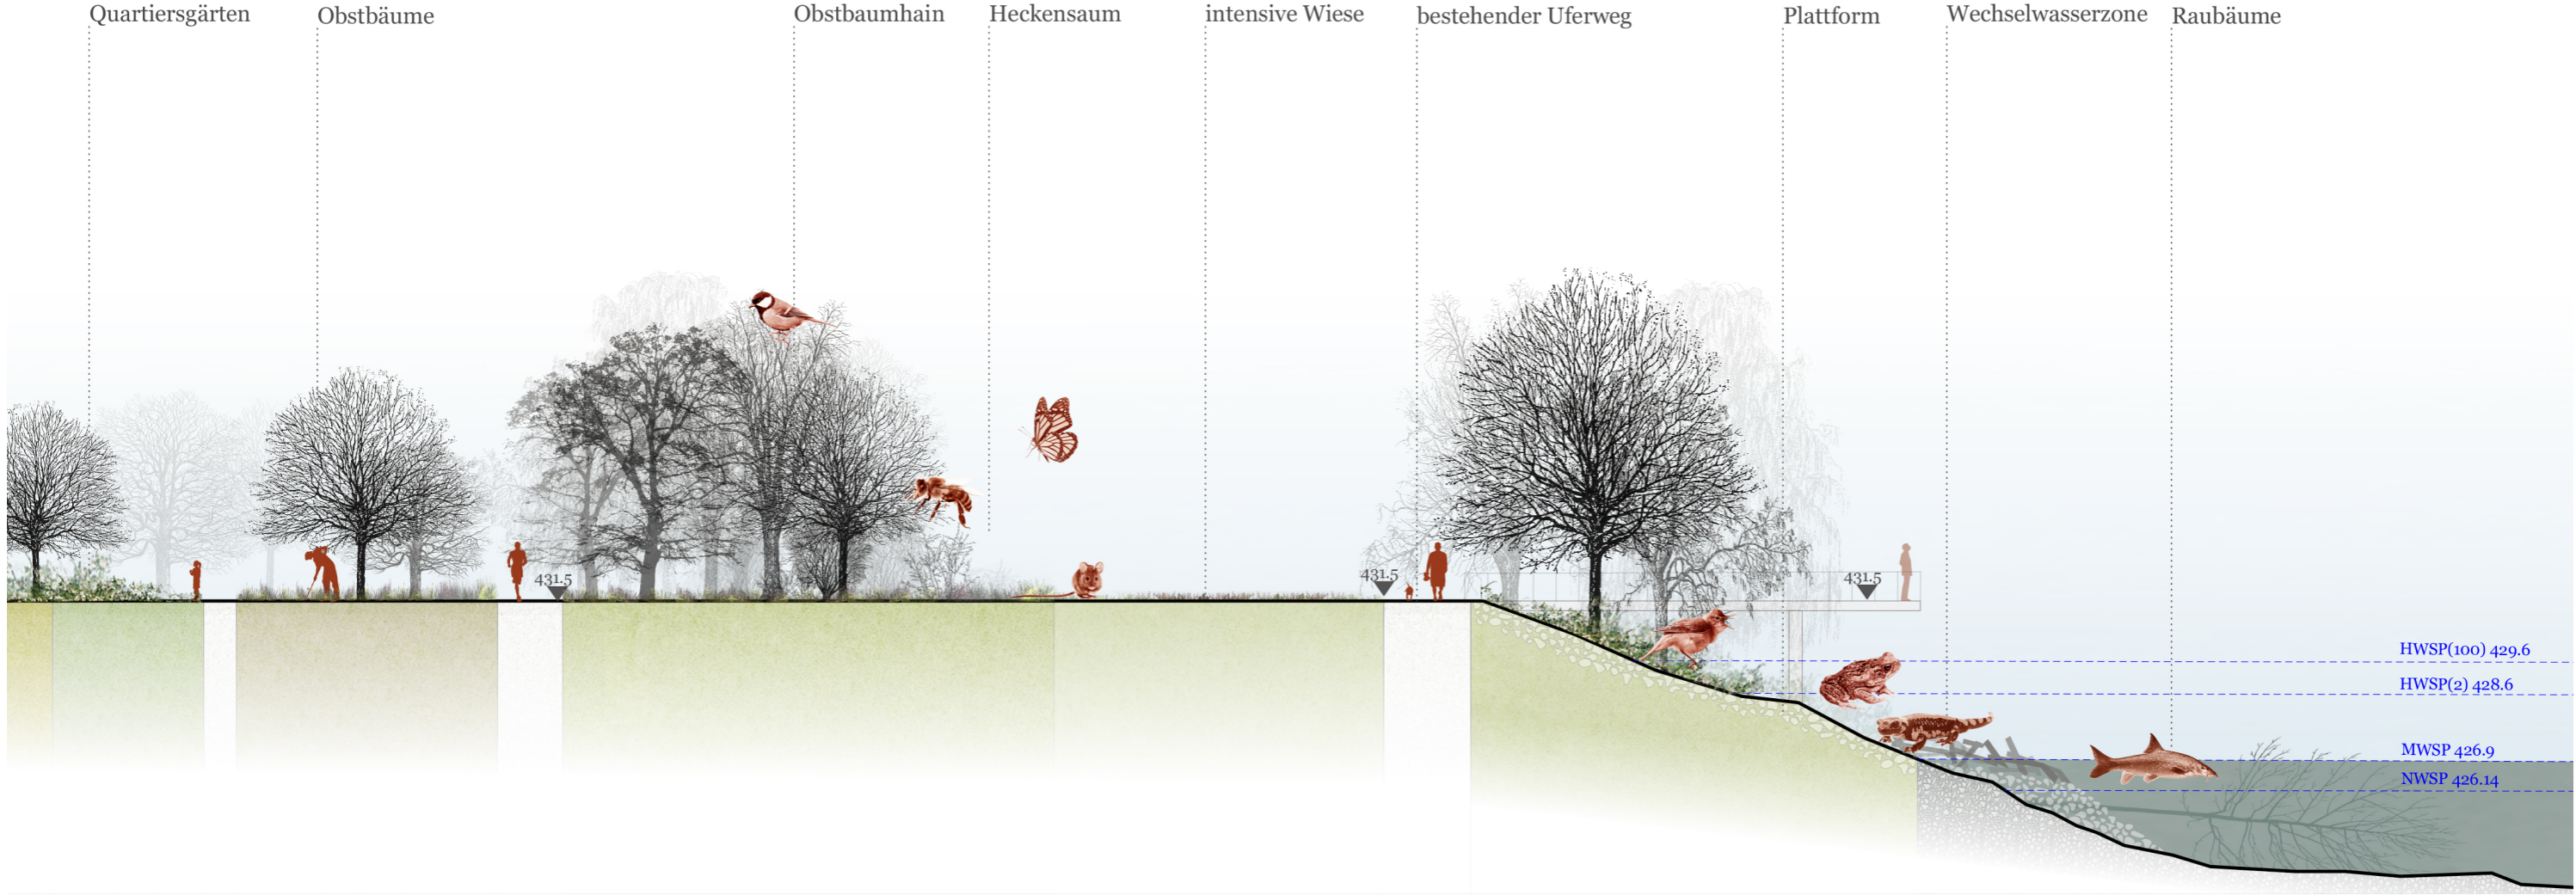 Quartiersgärten
Obstbäume
Obstbaumhain
Heckensaum
intensive Wiese
bestehender Uferweg
Plattform
Wechselwasserzone
Raubäume
431.5
431.5
431.5
HWSP(100) 429.6
HWSP(2) 428.6
MWSP 426.9
NWSP 426.14